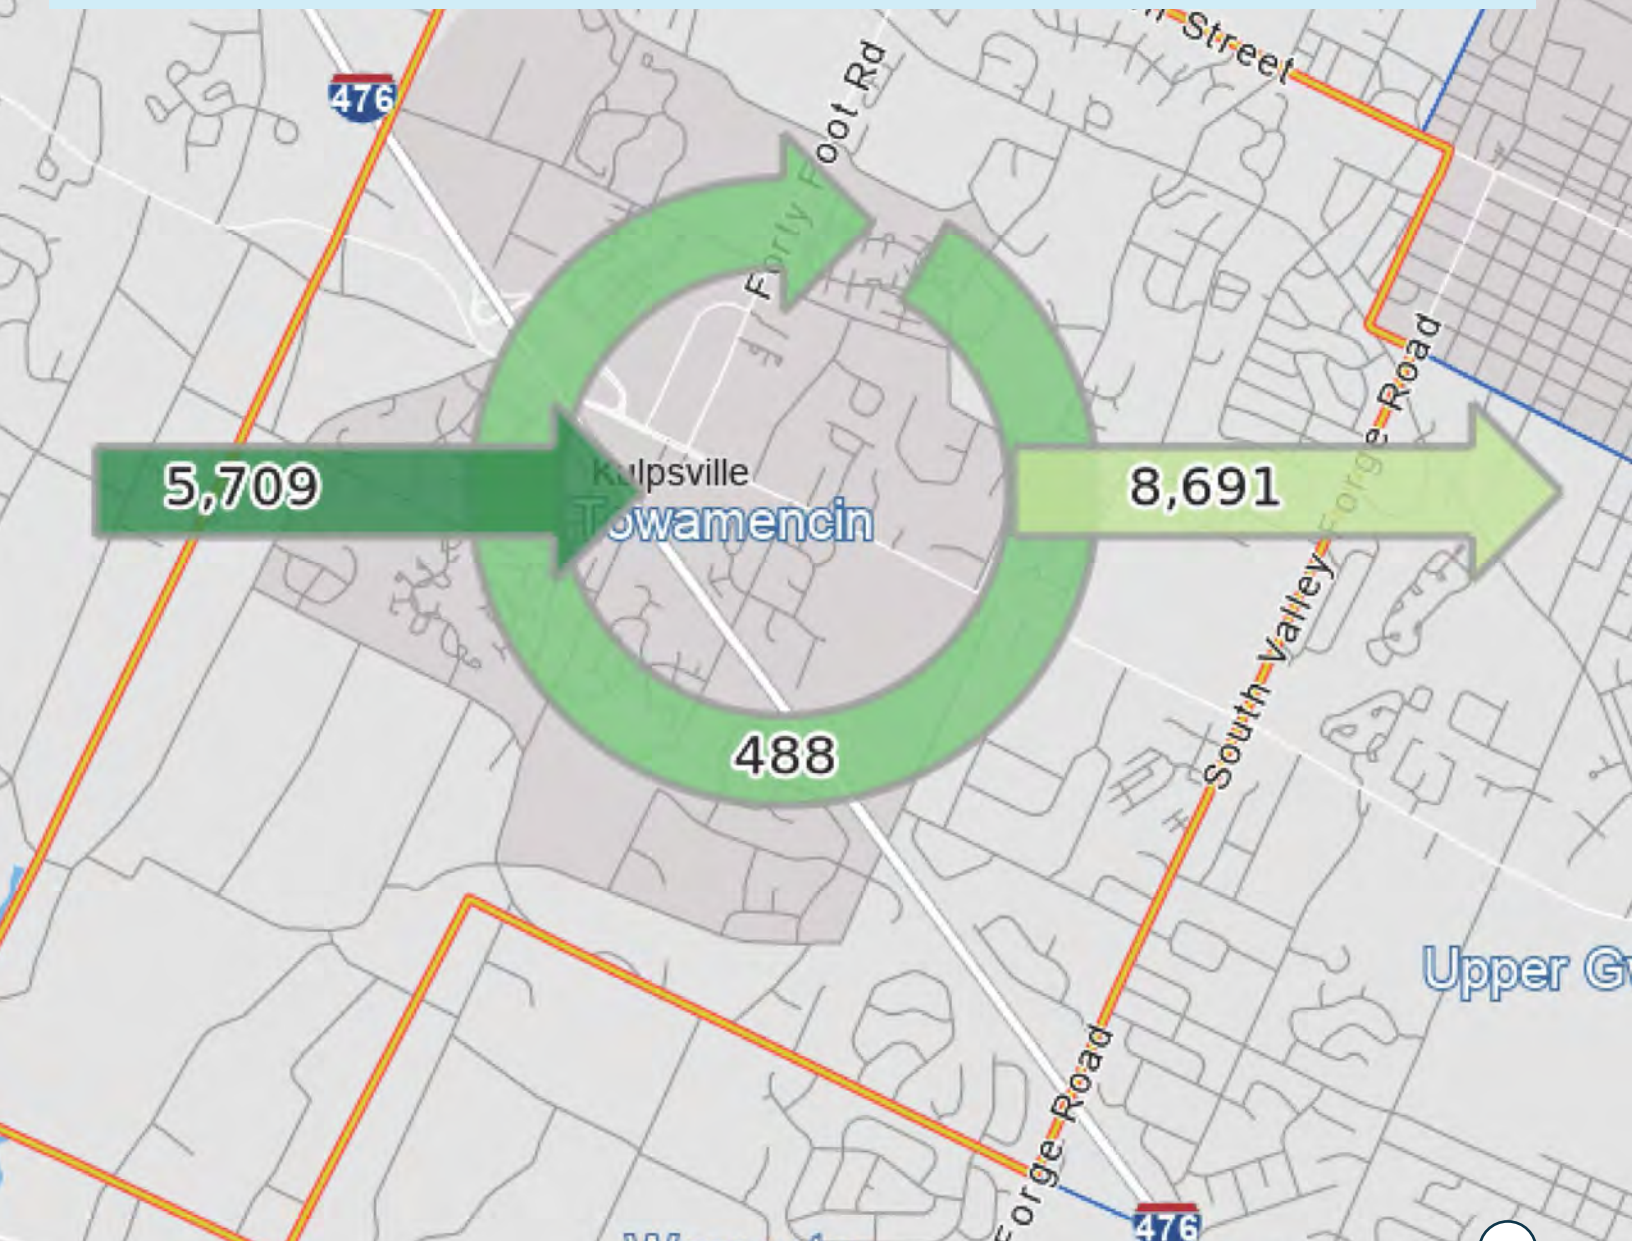 Street
476
Foot Rd
Forty
Road
5,709
Kulpsville
8,691
Towamencin
Forge
South Valley
488
Upper
Road
Forge
476